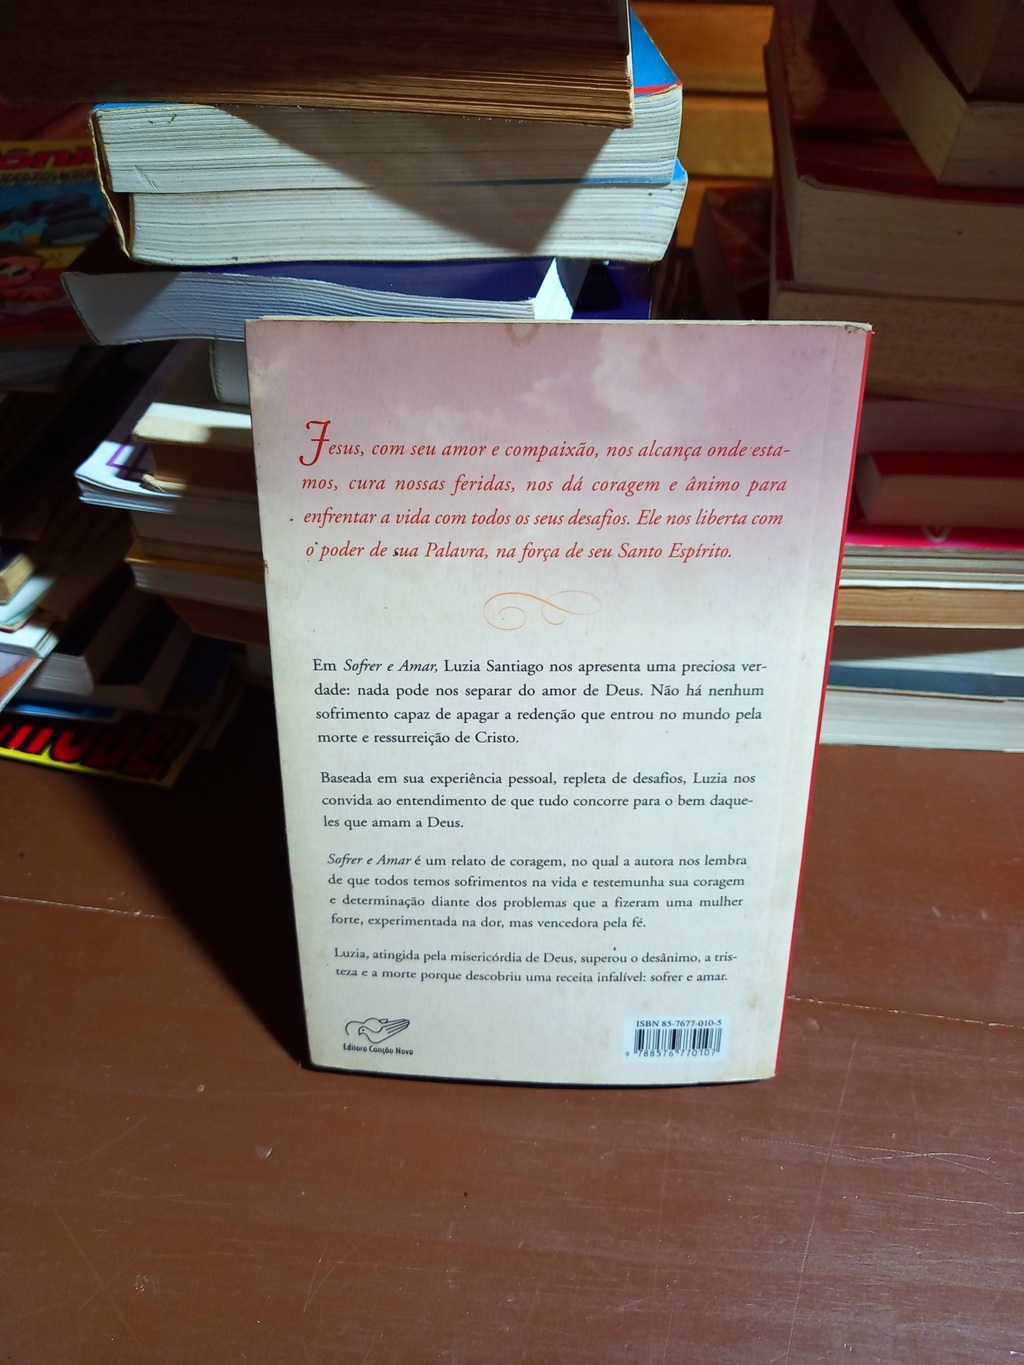 Jesus, com seu amor e compaixão, nos alcança onde esta-
mos, cura nossas feridas, nos dá coragem e ânimo para
enfrentar a vida com todos os seus desafios. Ele nos liberta com
o poder de sua Palavra, na força de seu Santo Espírito.
Em Sofrer e Amar, Luzia Santiago nos apresenta uma preciosa ver-
dade: nada pode nos separar do amor de Deus. Não há nenhum
sofrimento capaz de apagar a redenção que entrou no mundo pela
morte e ressurreição de Cristo.
Baseada em sua experiência pessoal, repleta de desafios, Luzia nos
convida ao entendimento de que tudo concorre para o bem daque-
les que amam a Deus.
Sofrer e Amar é um relato de coragem, no qual a autora nos lembra
de que todos temos sofrimentos na vida e testemunha sua coragem
e determinação diante dos problemas que a fizeram uma mulher
forte, experimentada na dor, mas vencedora pela fé.
Luzia, atingida pela misericórdia de Deus, superou o desânimo, a tris-
teza e a morte porque descobriu uma receita infalível: sofrer e amar.
Editora Canção Nova
ISBN 85-7677-010-5
9 788576 770107